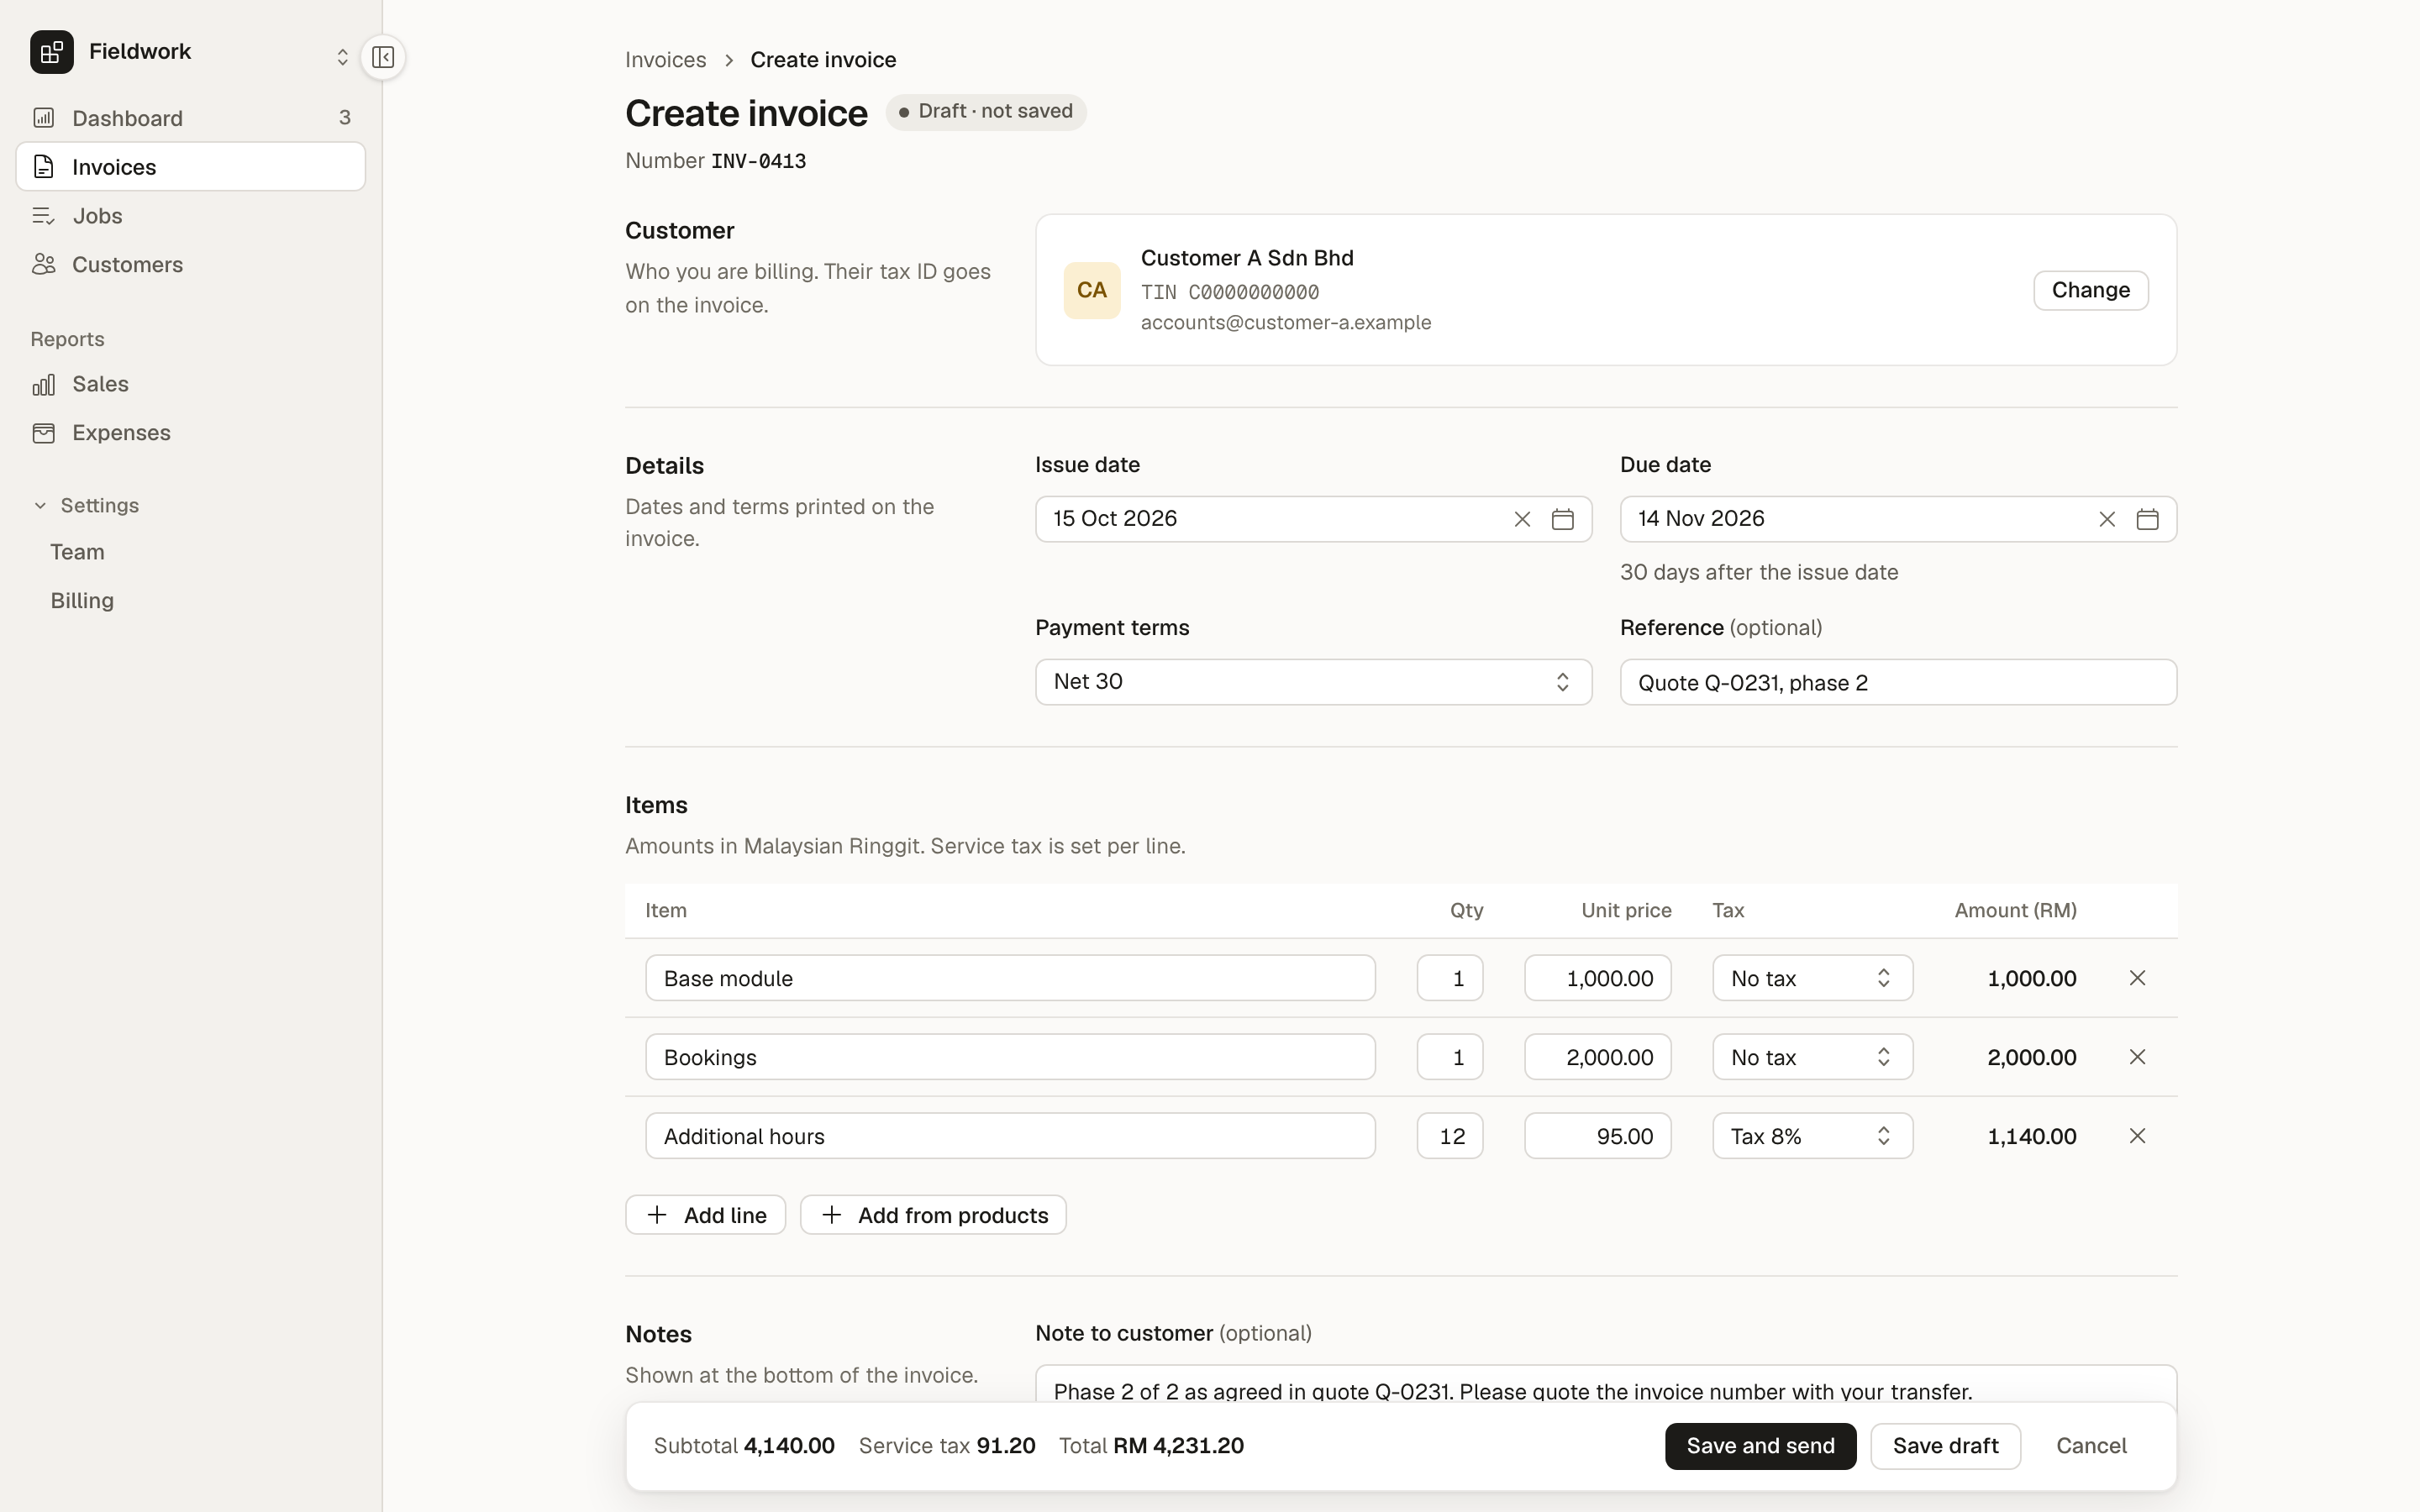 Fieldwork
Dashboard 3
Invoices
Jobs
Customers
Reports
Sales
Expenses
Settings
Team
Billing
Invoices Create invoice
Create invoice Draft · not saved
Number INV-0413
Customer
Who you are billing. Their tax ID goes
on the invoice.
CA
Customer A Sdn Bhd
TIN C0000000000
accounts@customer-a.example
Change
Details
Dates and terms printed on the
invoice.
Issue date
15 Oct 2026
Due date
14 Nov 2026
30 days after the issue date
Payment terms
Net 30
Reference (optional)
Quote Q-0231, phase 2
Items
Amounts in Malaysian Ringgit. Service tax is set per line.
Item Qty Unit price Tax Amount (RM)
Base module 1 1,000.00 No tax 1,000.00
Bookings 1 2,000.00 No tax 2,000.00
Additional hours 12 95.00 Tax 8% 1,140.00
Add line Add from products
Notes
Shown at the bottom of the invoice.
Note to customer (optional)
Phase 2 of 2 as agreed in quote Q-0231. Please quote the invoice number with your transfer.
Subtotal 4,140.00 Service tax 91.20 Total RM 4,231.20
Save and send Save draft Cancel